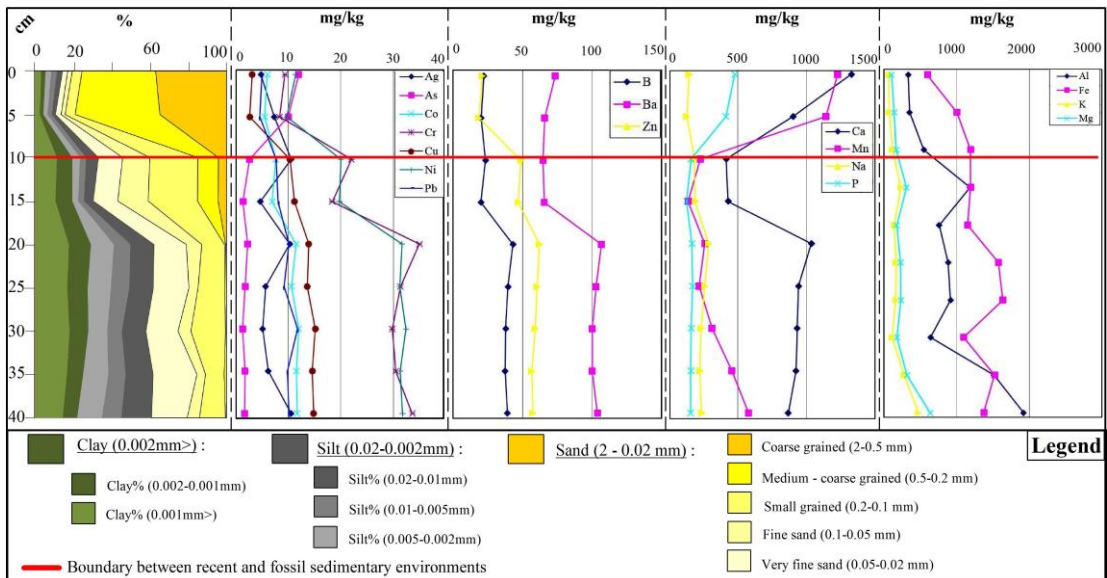 cm
%
mg/kg
mg/kg
mg/kg
mg/kg
0 20 60 100
0 10 20 30 40
0 50 100 150
0 500 1000 1500
0 1000 2000 3000
0
5
10
15
20
25
30
35
40
Ag
As
Co
Cr
Cu
Ni
Pb
B
Ba
Zn
Ca
Mn
Na
P
Al
Fe
K
Mg
Legend
Clay (0.002mm>) :
Clay% (0.002-0.001mm)
Clay% (0.001mm>)
Silt (0.02-0.002mm) :
Silt% (0.02-0.01mm)
Silt% (0.01-0.005mm)
Silt% (0.005-0.002mm)
Sand (2 - 0.02 mm) :
Coarse grained (2-0.5 mm)
Medium - coarse grained (0.5-0.2 mm)
Small grained (0.2-0.1 mm)
Fine sand (0.1-0.05 mm)
Very fine sand (0.05-0.02 mm)
Boundary between recent and fossil sedimentary environments